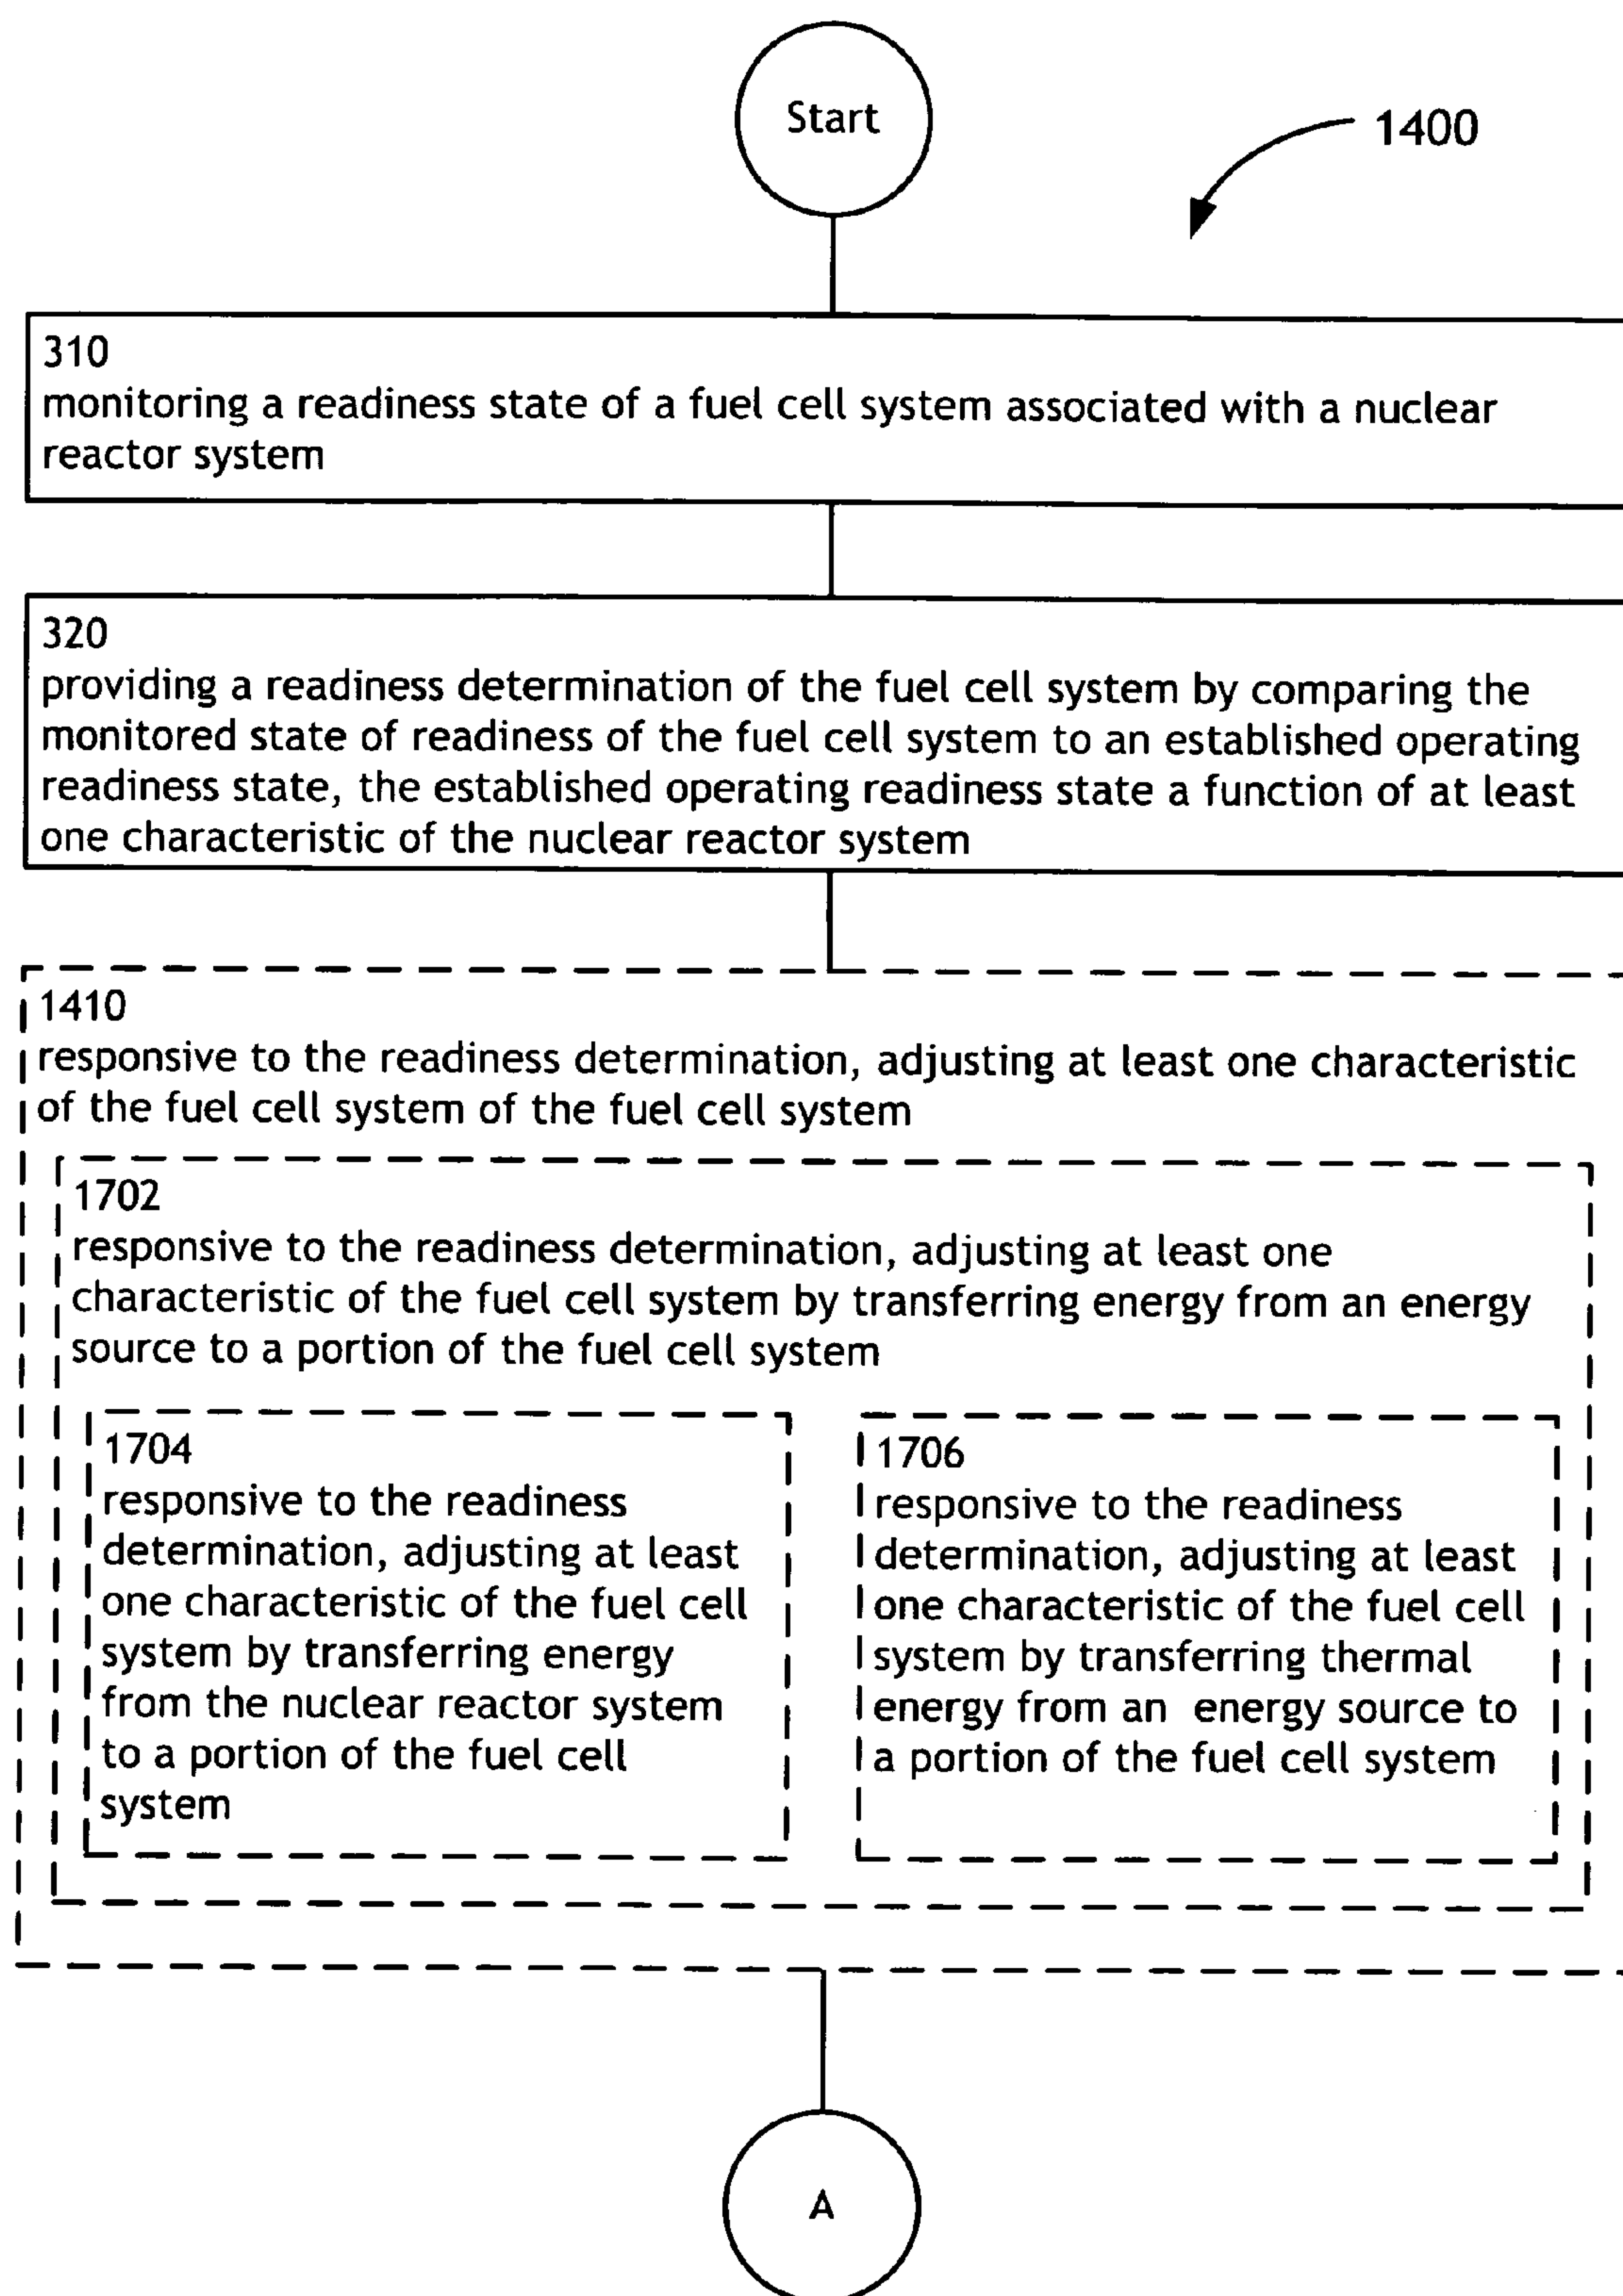 Start
1400
310
monitoring a readiness state of a fuel cell system associated with a nuclear
reactor system
320
providing a readiness determination of the fuel cell system by comparing the
monitored state of readiness of the fuel cell system to an established operating
readiness state, the established operating readiness state a function of at least
one characteristic of the nuclear reactor system
1410
responsive to the readiness determination, adjusting at least one characteristic
of the fuel cell system of the fuel cell system
1702
responsive to the readiness determination, adjusting at least one
characteristic of the fuel cell system by transferring energy from an energy
source to a portion of the fuel cell system
1704
responsive to the readiness
determination, adjusting at least
one characteristic of the fuel cell
system by transferring energy
from the nuclear reactor system
to a portion of the fuel cell
system
1706
responsive to the readiness
determination, adjusting at least
one characteristic of the fuel cell
system by transferring thermal
energy from an energy source to
a portion of the fuel cell system
A